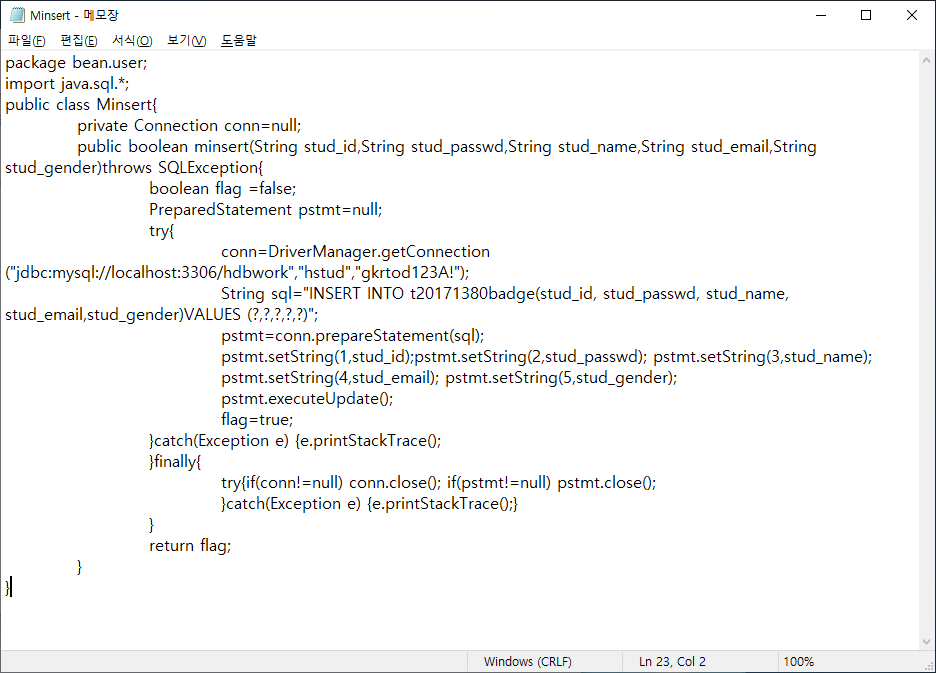 Minsert - 메모장
파일(F) 편집(E) 서식(O) 보기(V) 도움말
package bean.user;
import java.sql.*;
public class Minsert{
private Connection conn=null;
public boolean minsert(String stud_id,String stud_passwd,String stud_name,String stud_email,String
stud_gender)throws SQLException{
boolean flag =false;
PreparedStatement pstmt=null;
try{
conn=DriverManager.getConnection
("jdbc:mysql://localhost:3306/hdbwork","hstud","gkrtod123A!");
String sql="INSERT INTO t20171380badge(stud_id, stud_passwd, stud_name,
stud_email,stud_gender)VALUES (?,?,?,?,?)";
pstmt=conn.prepareStatement(sql);
pstmt.setString(1,stud_id);pstmt.setString(2,stud_passwd); pstmt.setString(3,stud_name);
pstmt.setString(4,stud_email); pstmt.setString(5,stud_gender);
pstmt.executeUpdate();
flag=true;
}catch(Exception e) {e.printStackTrace();
}finally{
try{if(conn!=null) conn.close(); if(pstmt!=null) pstmt.close();
}catch(Exception e) {e.printStackTrace();}
}
return flag;
}
}
Windows (CRLF) Ln 23, Col 2 100%